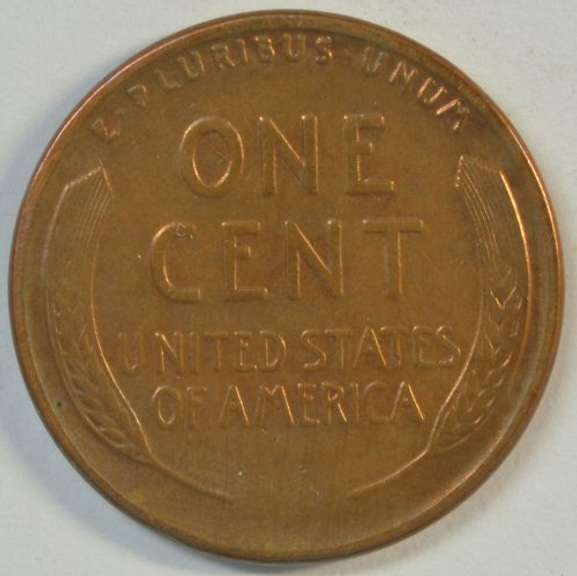 E·PLURIBUS·UNUM
ONE
CENT
UNITED STATES
OF AMERICA